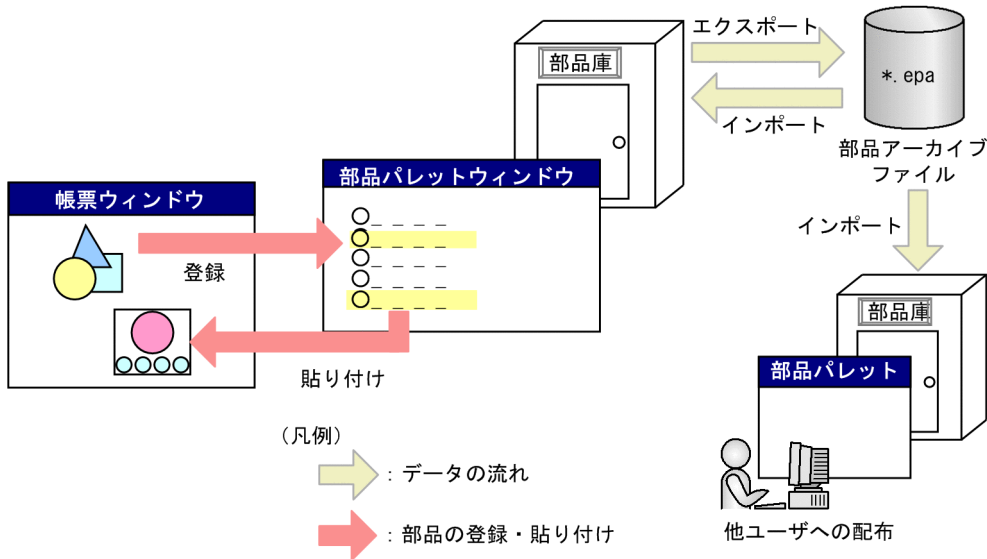 部品庫
エクスポート
インポート
*.epa
部品アーカイブ
ファイル
インポート
帳票ウィンドウ
登録
部品パレットウィンドウ
貼り付け
部品庫
部品パレット
他ユーザへの配布
(凡例)
：データの流れ
：部品の登録・貼り付け